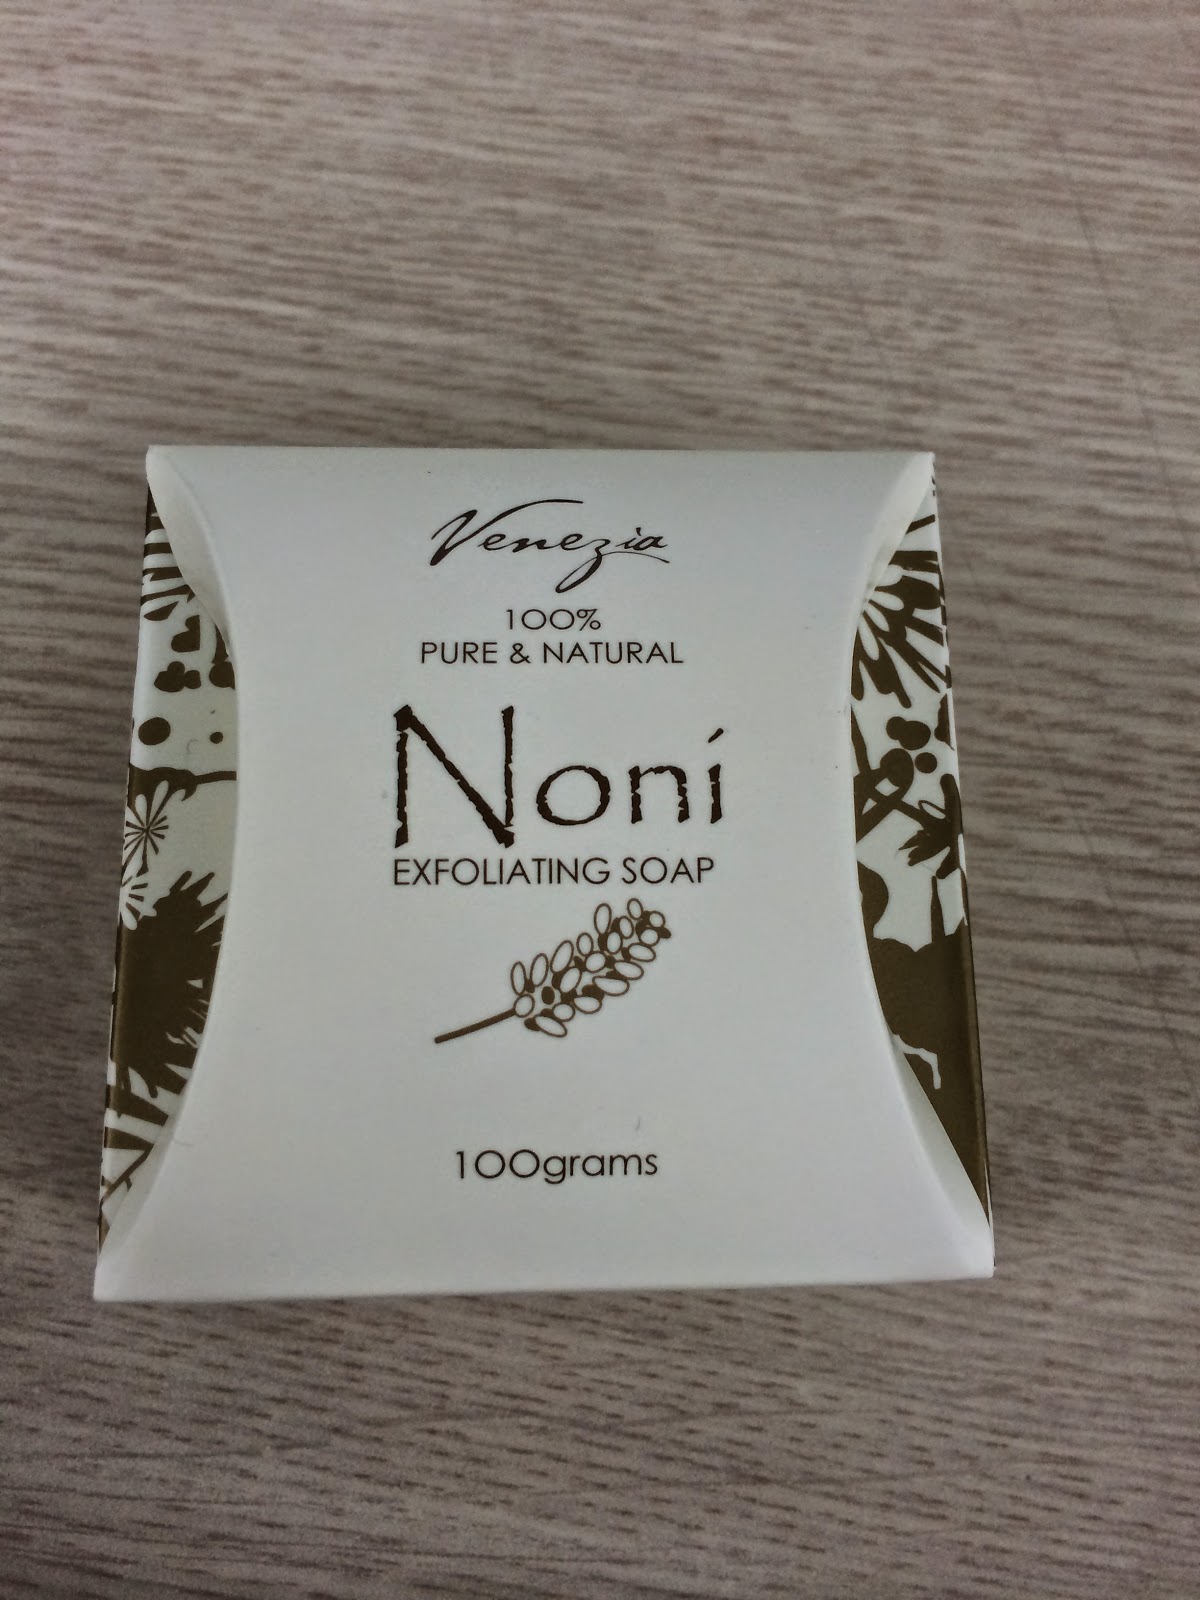 Venezia
100%
PURE & NATURAL
Noni
EXFOLIATING SOAP
100grams